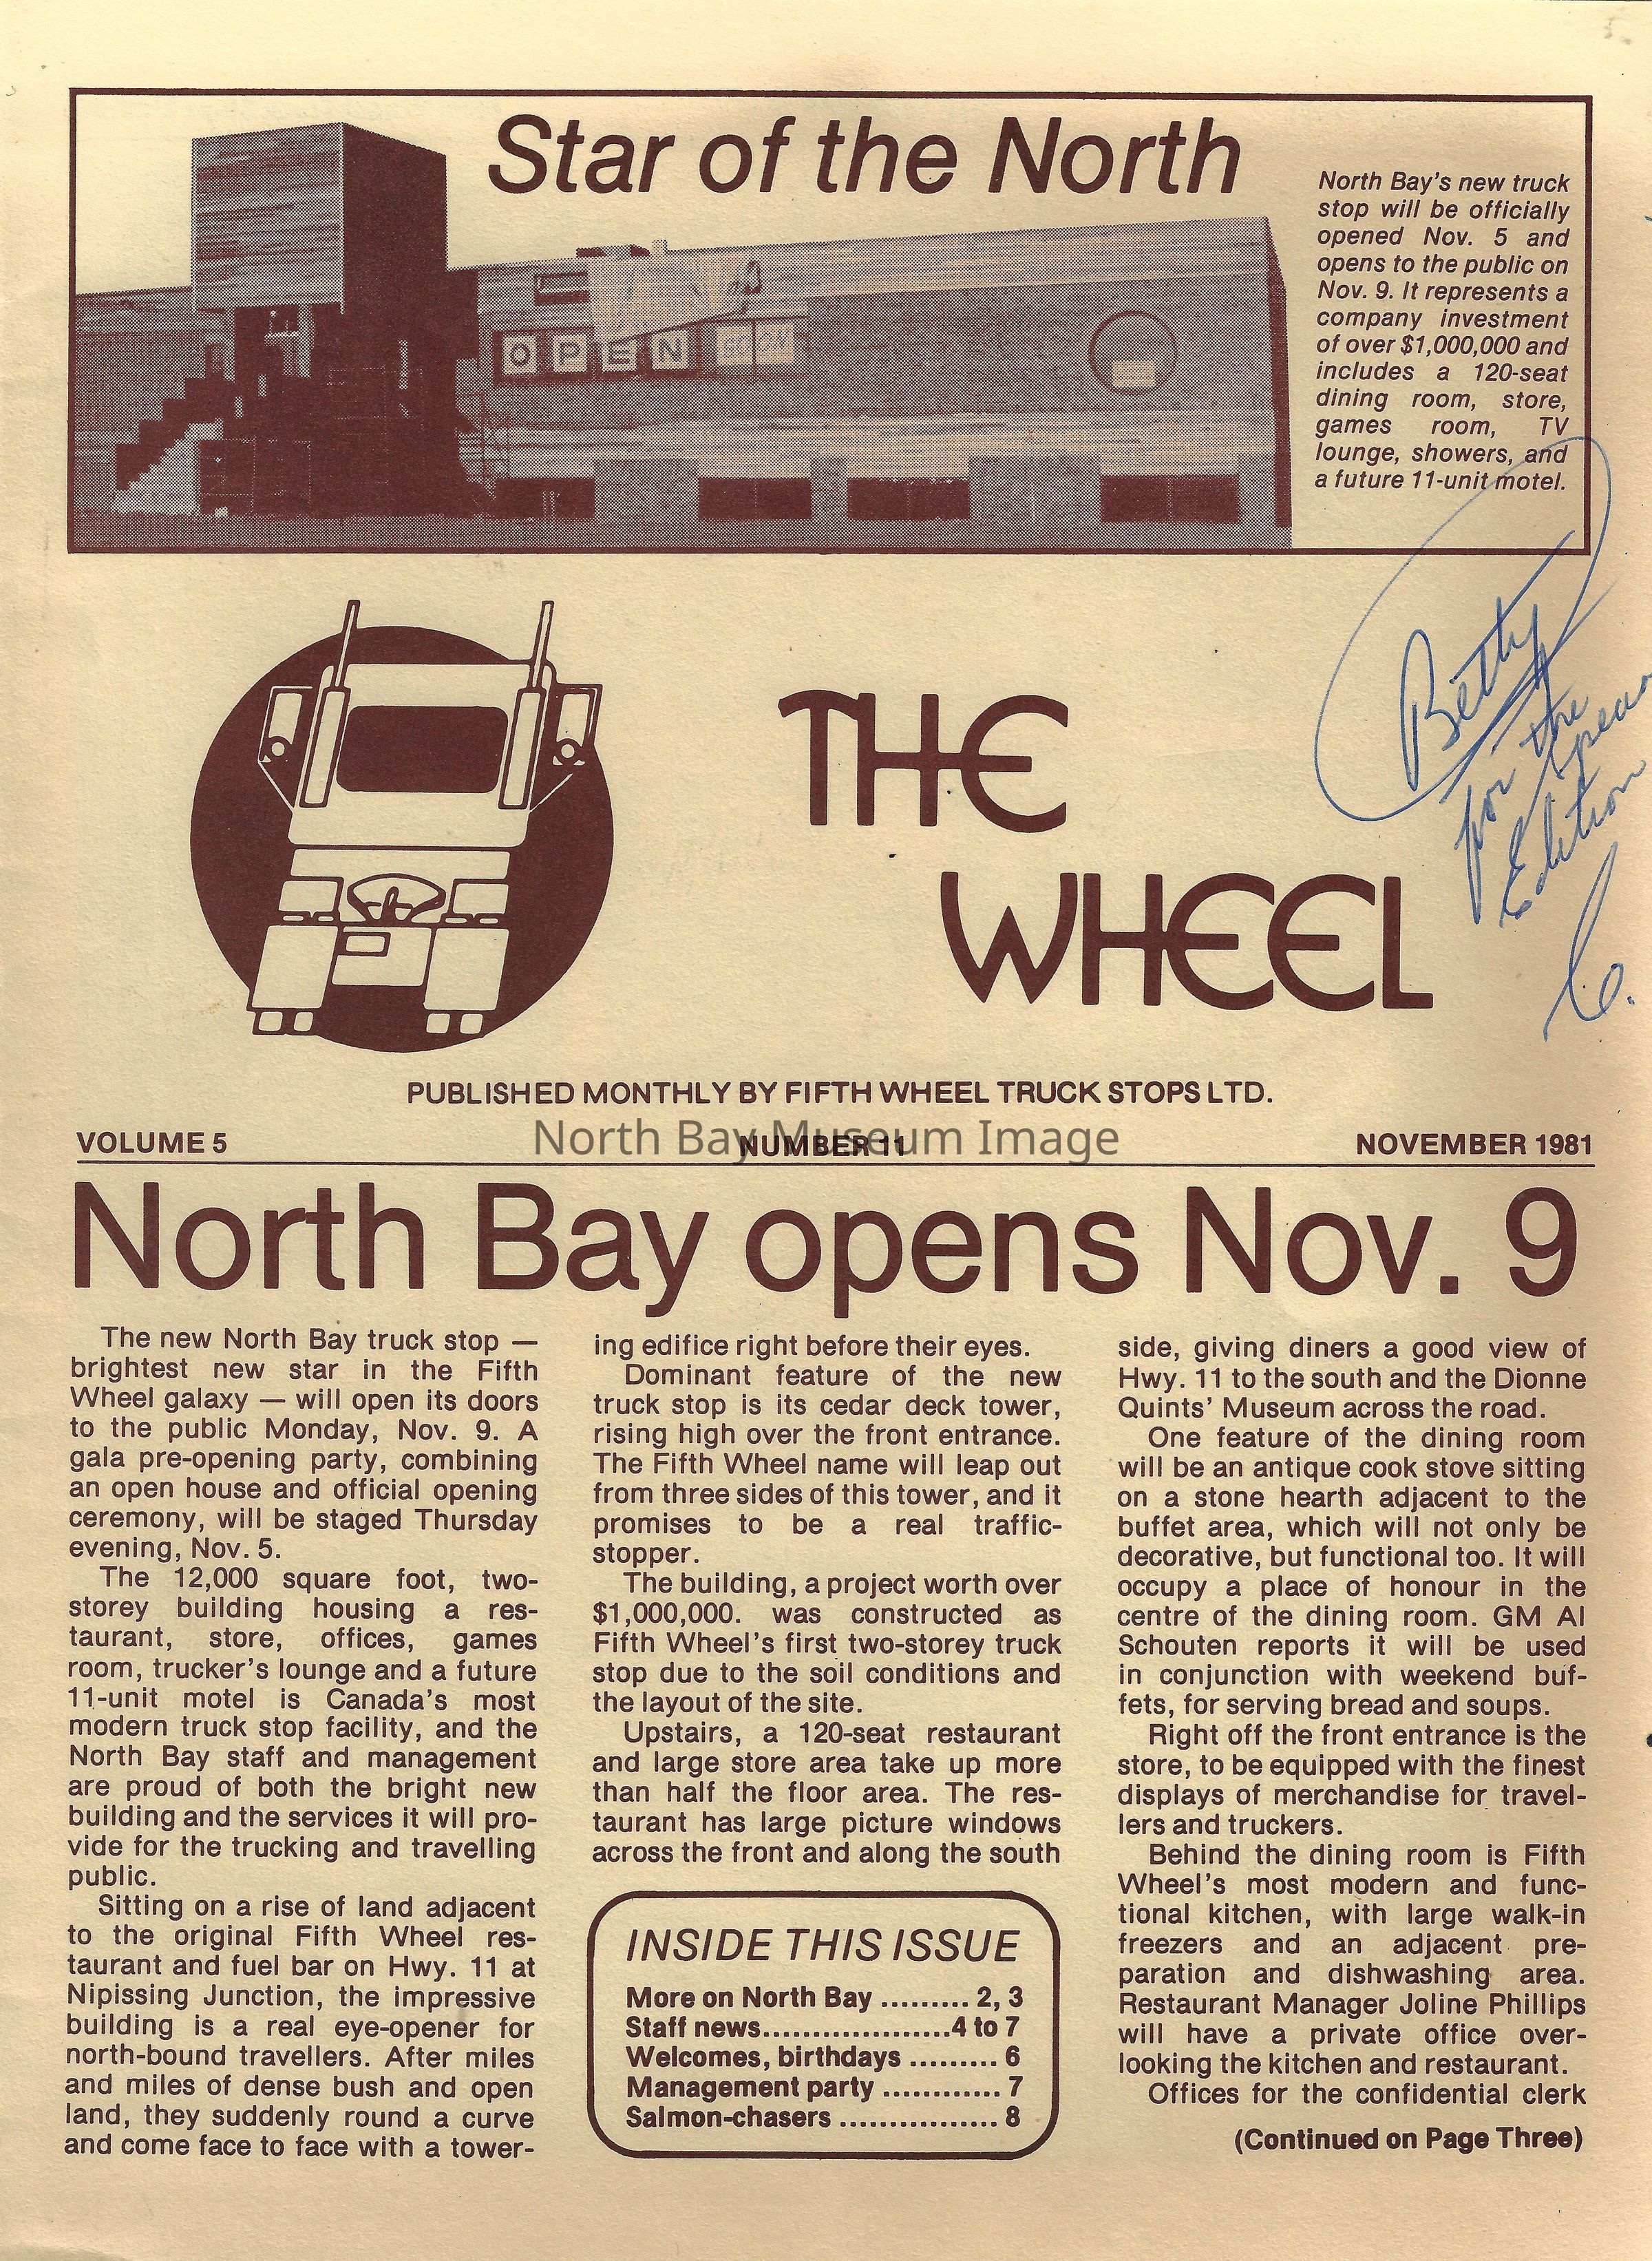 Star of the North
North Bay's new truck
stop will be officially
opened Nov. 5 and
opens to the public on
Nov. 9. It represents a
company investment
of over $1,000,000 and
includes a 120-seat
dining room, store,
games room, TV
lounge, showers, and
a future 11-unit motel.
OPEN SOON
Betty
for the
Edition
THE
WHEEL
PUBLISHED MONTHLY BY FIFTH WHEEL TRUCK STOPS LTD.
North Bay Museum Image
VOLUME 5 NUMBER 11 NOVEMBER 1981
North Bay opens Nov. 9
The new North Bay truck stop —
brightest new star in the Fifth
Wheel galaxy — will open its doors
to the public Monday, Nov. 9. A
gala pre-opening party, combining
an open house and official opening
ceremony, will be staged Thursday
evening, Nov. 5.
The 12,000 square foot, two-
storey building housing a res-
taurant, store, offices, games
room, trucker's lounge and a future
11-unit motel is Canada's most
modern truck stop facility, and the
North Bay staff and management
are proud of both the bright new
building and the services it will pro-
vide for the trucking and travelling
public.
Sitting on a rise of land adjacent
to the original Fifth Wheel res-
taurant and fuel bar on Hwy. 11 at
Nipissing Junction, the impressive
building is a real eye-opener for
north-bound travellers. After miles
and miles of dense bush and open
land, they suddenly round a curve
and come face to face with a tower-
ing edifice right before their eyes.
Dominant feature of the new
truck stop is its cedar deck tower,
rising high over the front entrance.
The Fifth Wheel name will leap out
from three sides of this tower, and it
promises to be a real traffic-
stopper.
The building, a project worth over
$1,000,000. was constructed as
Fifth Wheel's first two-storey truck
stop due to the soil conditions and
the layout of the site.
Upstairs, a 120-seat restaurant
and large store area take up more
than half the floor area. The res-
taurant has large picture windows
across the front and along the south
INSIDE THIS ISSUE
More on North Bay ......... 2, 3
Staff news....................4 to 7
Welcomes, birthdays ......... 6
Management party ............ 7
Salmon-chasers ................. 8
side, giving diners a good view of
Hwy. 11 to the south and the Dionne
Quints' Museum across the road.
One feature of the dining room
will be an antique cook stove sitting
on a stone hearth adjacent to the
buffet area, which will not only be
decorative, but functional too. It will
occupy a place of honour in the
centre of the dining room. GM Al
Schouten reports it will be used
in conjunction with weekend buf-
fets, for serving bread and soups.
Right off the front entrance is the
store, to be equipped with the finest
displays of merchandise for travel-
lers and truckers.
Behind the dining room is Fifth
Wheel's most modern and func-
tional kitchen, with large walk-in
freezers and an adjacent pre-
paration and dishwashing area.
Restaurant Manager Joline Phillips
will have a private office over-
looking the kitchen and restaurant.
Offices for the confidential clerk
(Continued on Page Three)